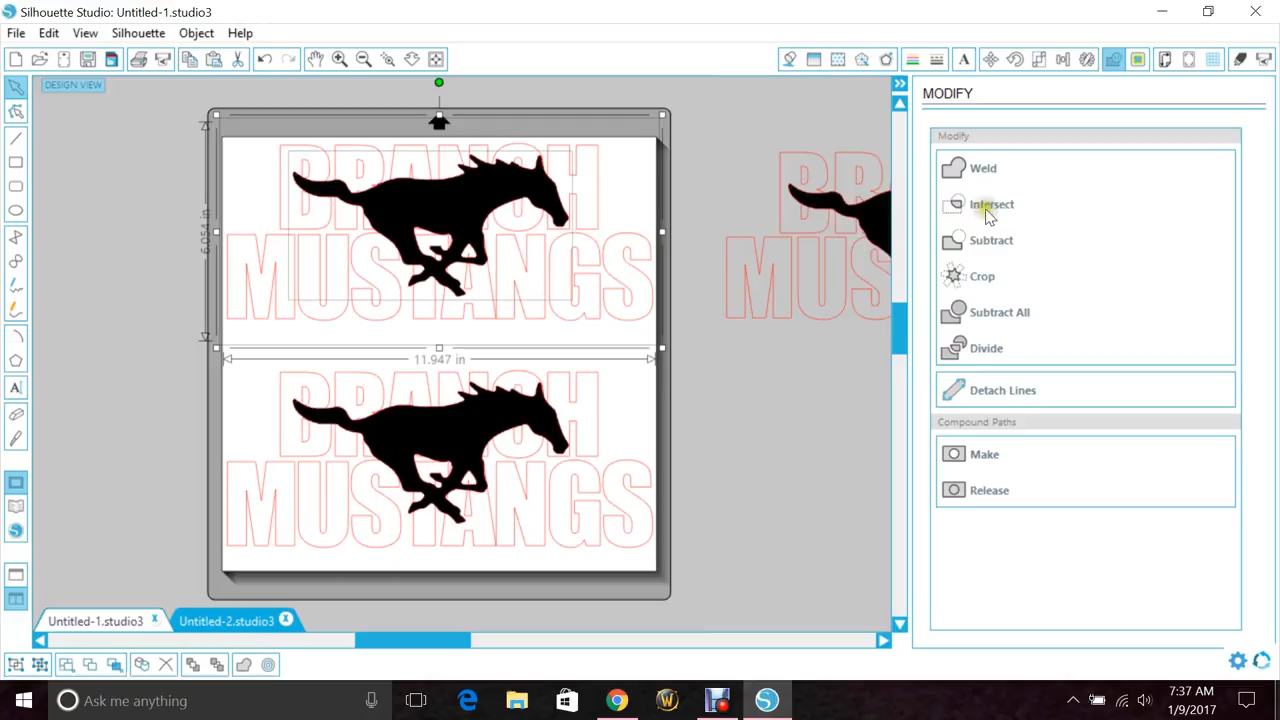 Silhouette Studio: Untitled-1.studio3
File Edit View Silhouette Object Help
A
DESIGN VIEW
MODIFY
Modify
Weld
Intersect
Subtract
Crop
Subtract All
Divide
Detach Lines
Compound Paths
Make
Release
BRANCH
MUSTANGS
6.054 in
11.947 in
BRANCH
MUSTANGS
BR
MUS
A
Untitled-1.studio3 x Untitled-2.studio3 x
Ask me anything
7:37 AM
1/9/2017